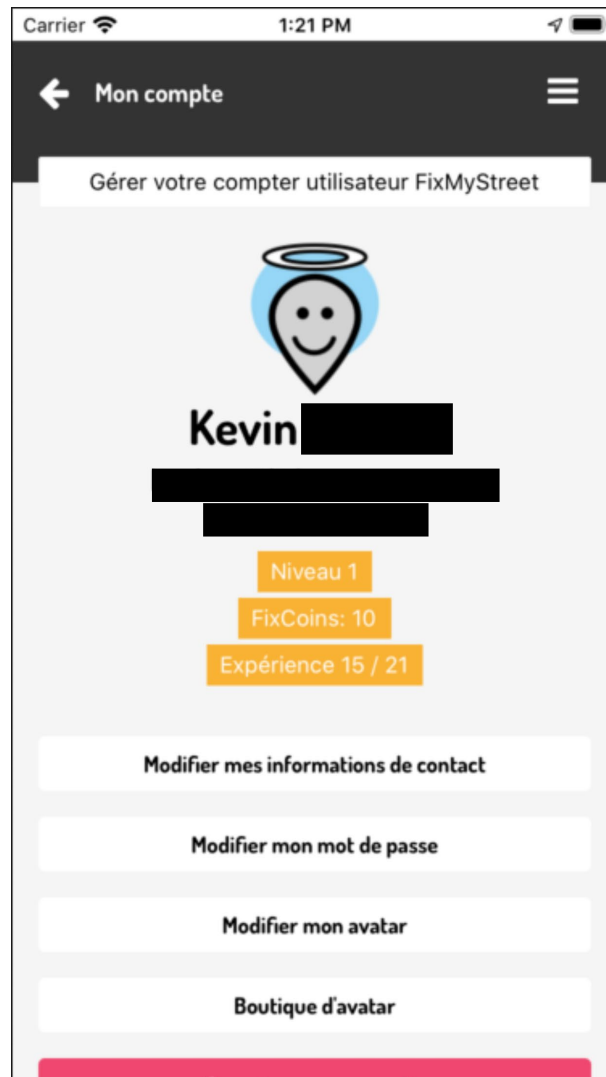 Carrier
1:21 PM
Mon compte
Gérer votre compter utilisateur FixMyStreet
Kevin
Niveau 1
FixCoins: 10
Expérience 15 / 21
Modifier mes informations de contact
Modifier mon mot de passe
Modifier mon avatar
Boutique d'avatar